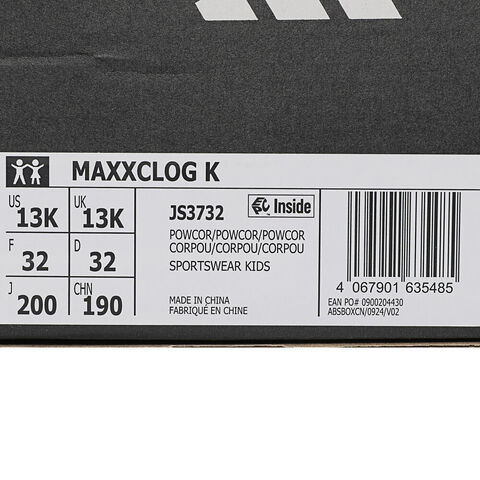 MAXXCLOG K
US UK
13K 13K
F D
32 32
J CHN
200 190
JS3732 Inside
POWCOR/POWCOR/POWCOR
CORPOU/CORPOU/CORPOU
SPORTSWEAR KIDS
MADE IN CHINA
FABRIQUÉ EN CHINE
4 067901 635485
EAN PO# 0900204430
ABSBOXCN/0924/V02